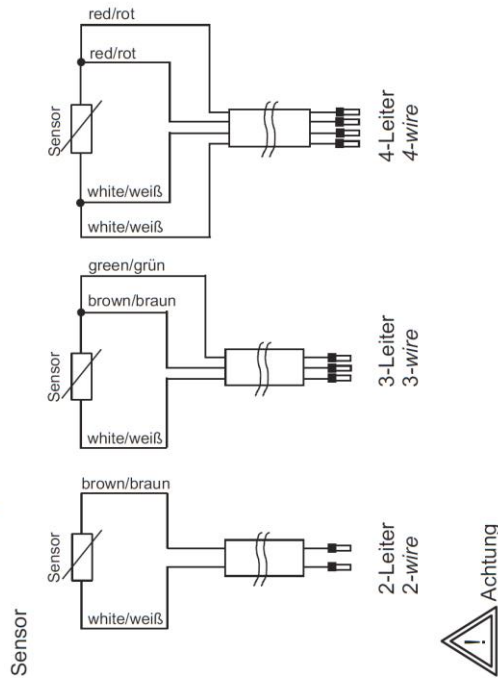 Sensor
Sensor
white/weiß
brown/braun
2-Leiter
2-wire
Sensor
white/weiß
brown/braun
green/grün
3-Leiter
3-wire
Sensor
white/weiß
white/weiß
red/rot
red/rot
4-Leiter
4-wire
!
Achtung